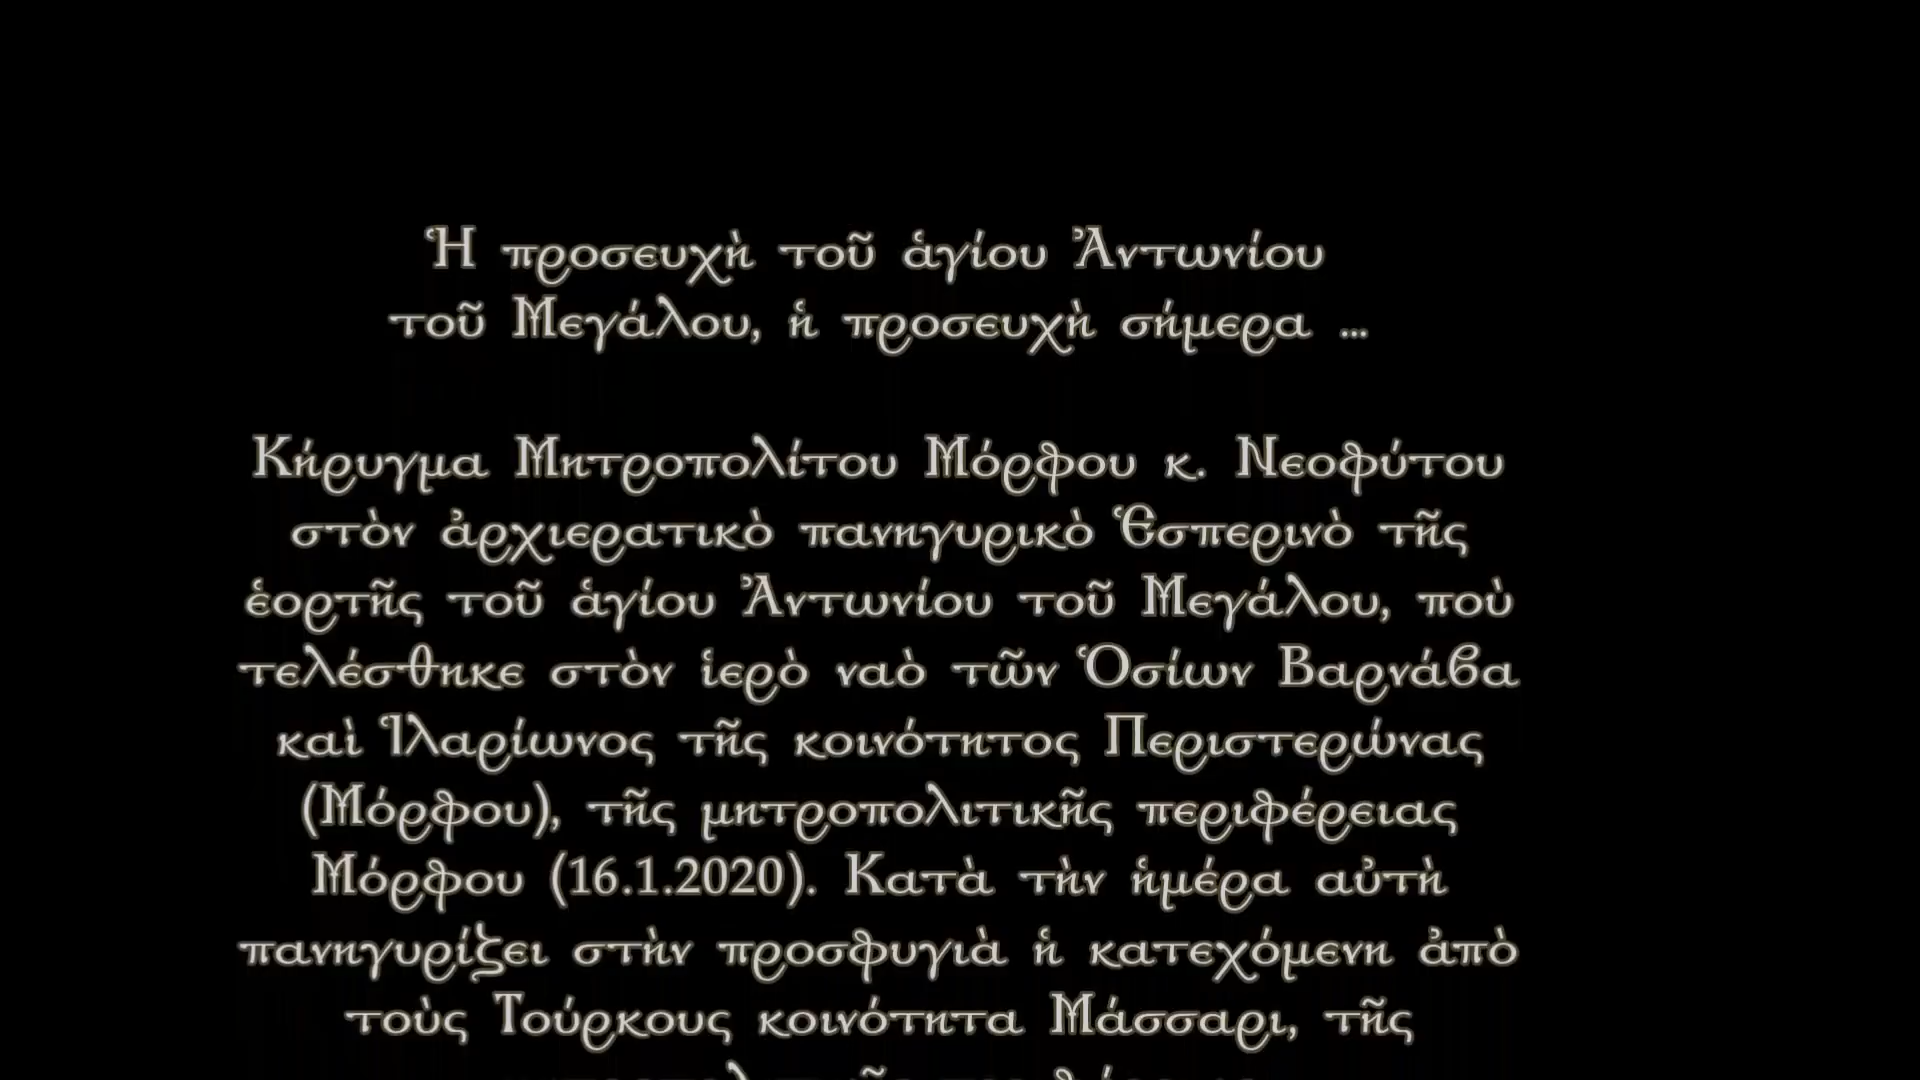 Ἡ προσευχὴ τοῦ ἁγίου Ἀντωνίου
τοῦ Μεγάλου, ἡ προσευχὴ σήμερα ...
Κήρυγμα Μητροπολίτου Μόρφου κ. Νεοφύτου
στὸν ἀρχιερατικὸ πανηγυρικὸ Ἑσπερινὸ τῆς
ἑορτῆς τοῦ ἁγίου Ἀντωνίου τοῦ Μεγάλου, ποὺ
τελέσθηκε στὸν ἱερὸ ναὸ τῶν Ὁσίων Βαρνάβα
καὶ Ἱλαρίωνος τῆς κοινότητος Περιστερώνας
(Μόρφου), τῆς μητροπολιτικῆς περιφέρειας
Μόρφου (16.1.2020). Κατὰ τὴν ἡμέρα αὐτὴ
πανηγυρίζει στὴν προσφυγιὰ ἡ κατεχόμενη ἀπὸ
τοὺς Τούρκους κοινότητα Μάσσαρι, τῆς